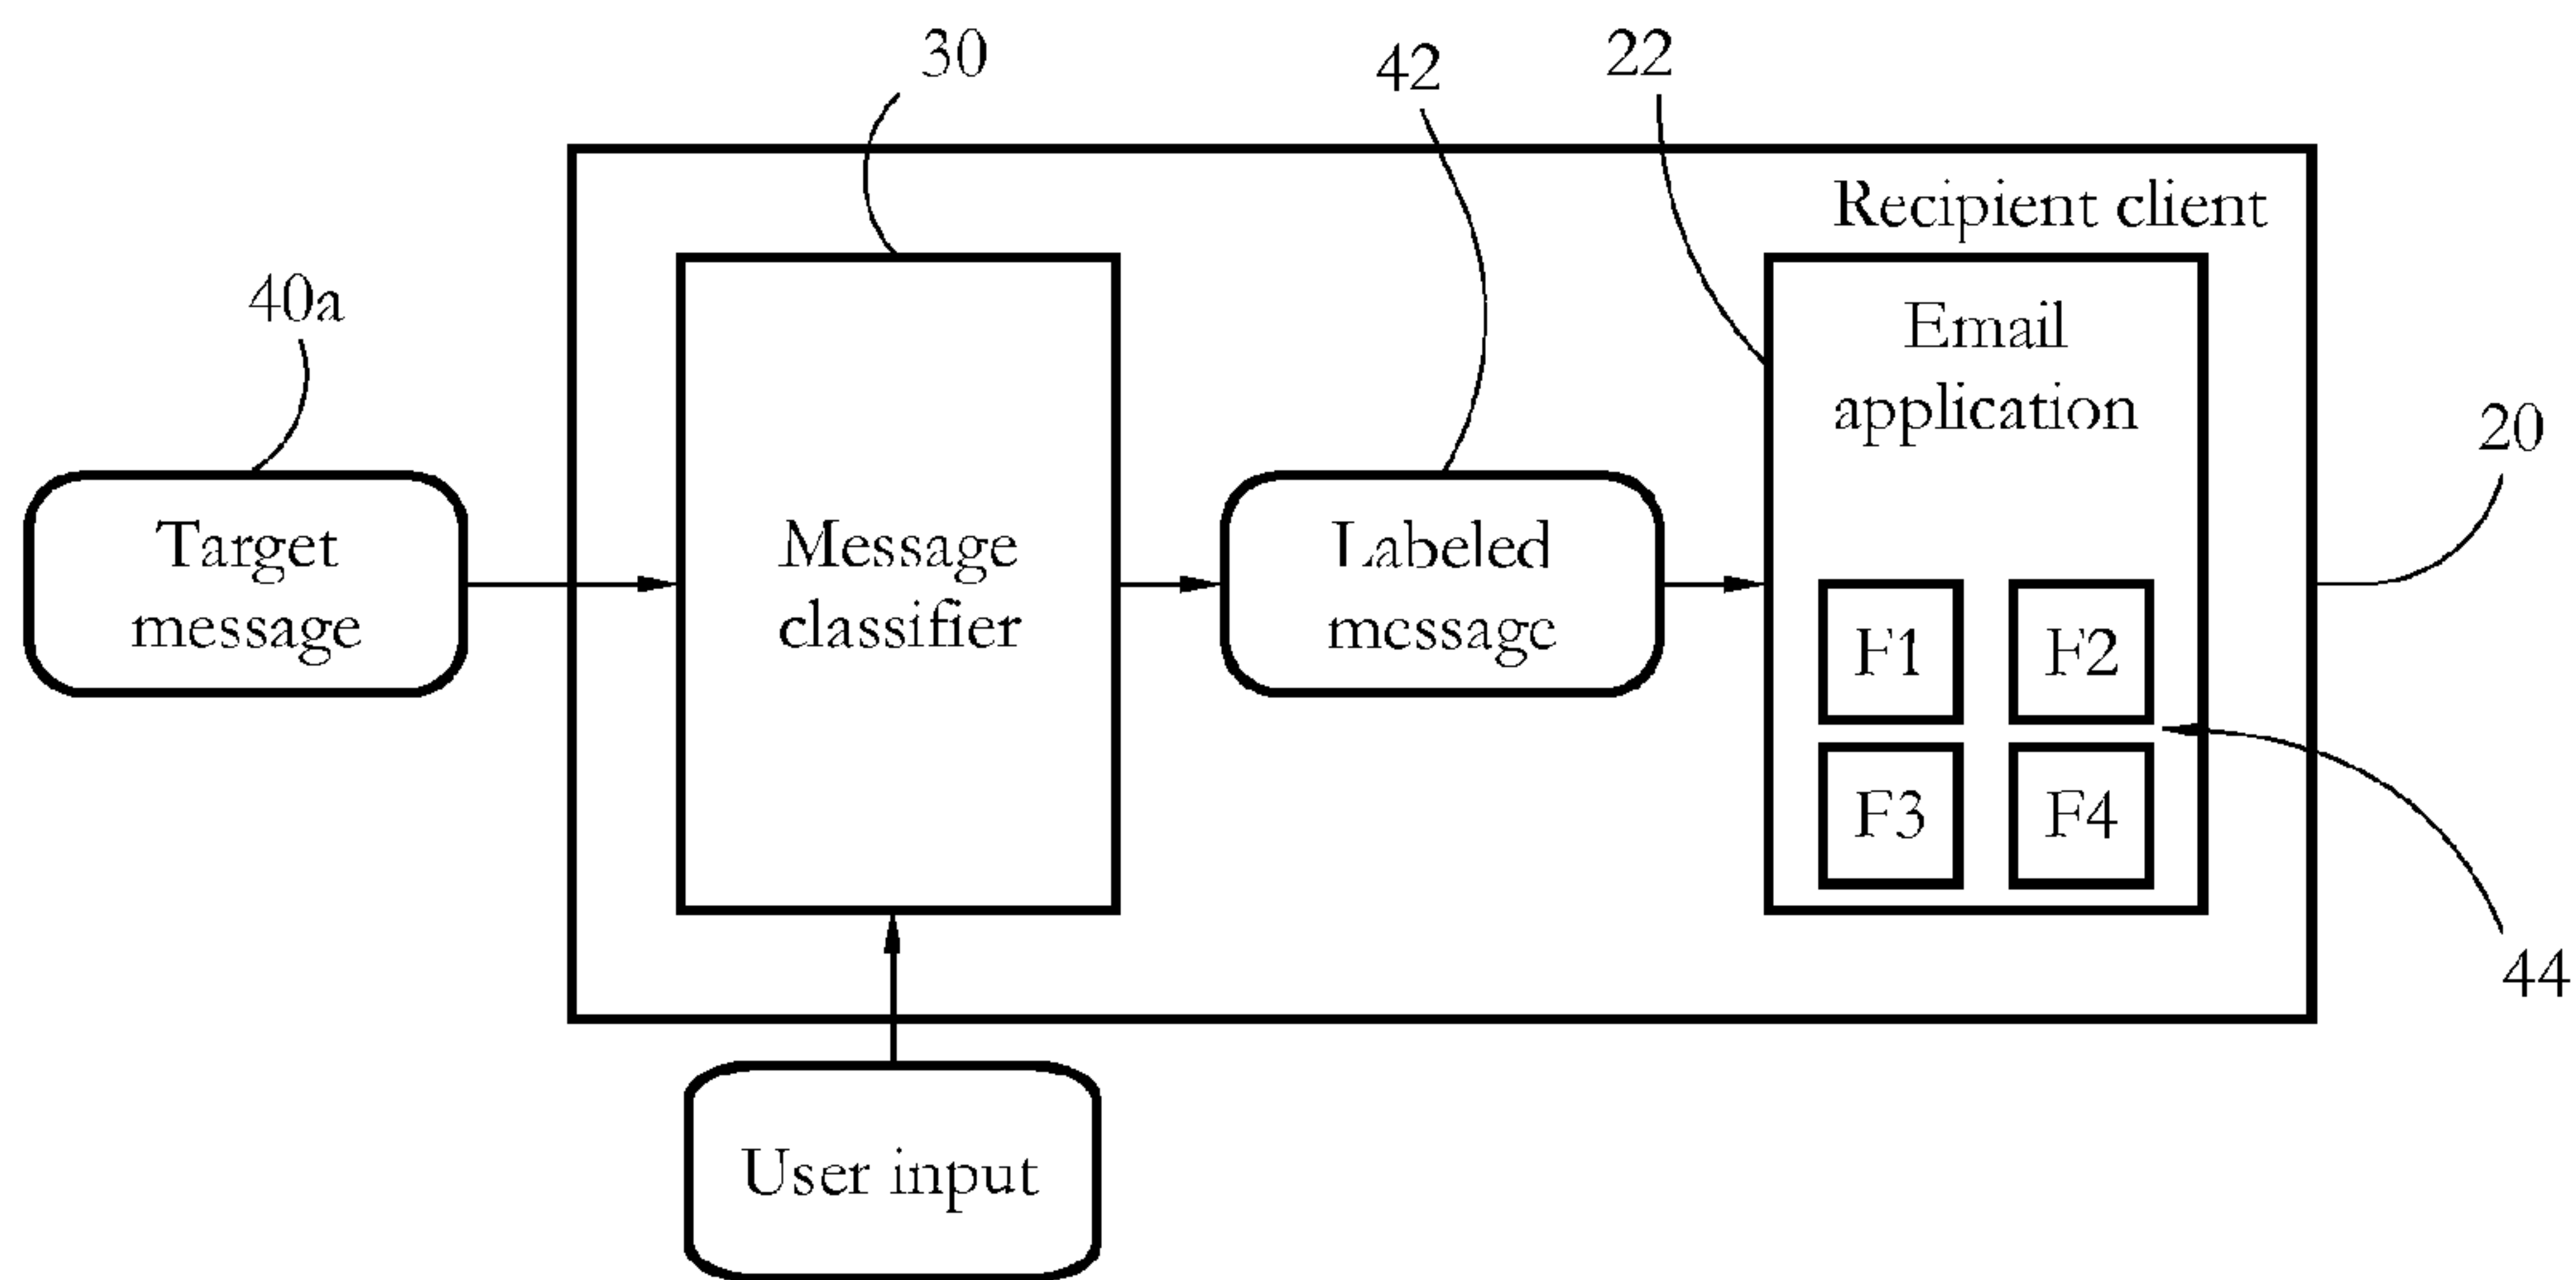 30
42
22
Recipient client
40a
Email
application
20
Target
message
Message
classifier
Labeled
message
F1
F2
F3
F4
44
User input